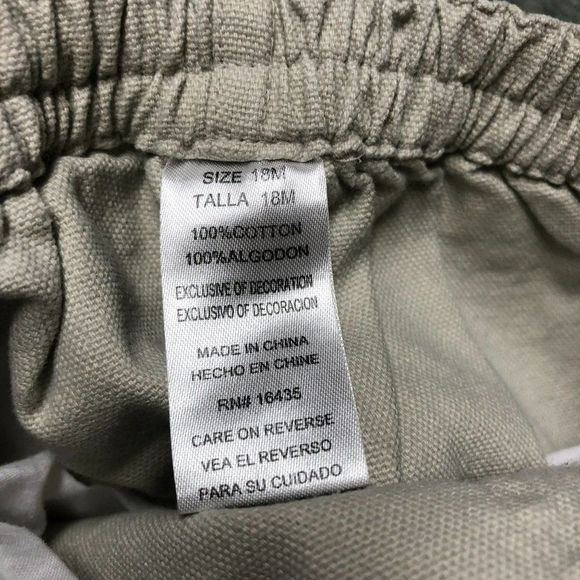 SIZE 18M
TALLA 18M
100%COTTON
100%ALGODON
EXCLUSIVE OF DECORATION
EXCLUSIVO OF DECORACION
MADE IN CHINA
HECHO EN CHINE
RN# 16435
CARE ON REVERSE
VEA EL REVERSO
PARA SU CUIDADO